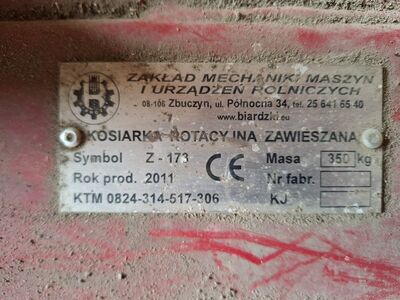 ZAKŁAD MECHANIKI MASZYN
I URZĄDZEŃ ROLNICZYCH
08-106 Zbuczyn, ul. Północna 34, tel. 25 641 65 40
www.biardzki.eu
KOSIARKA ROTACYJNA ZAWIESZANA
Symbol Z-173 CE Masa 350 kg
Rok prod. 2011 Nr fabr.
KTM 0824-314-517-306 KJ